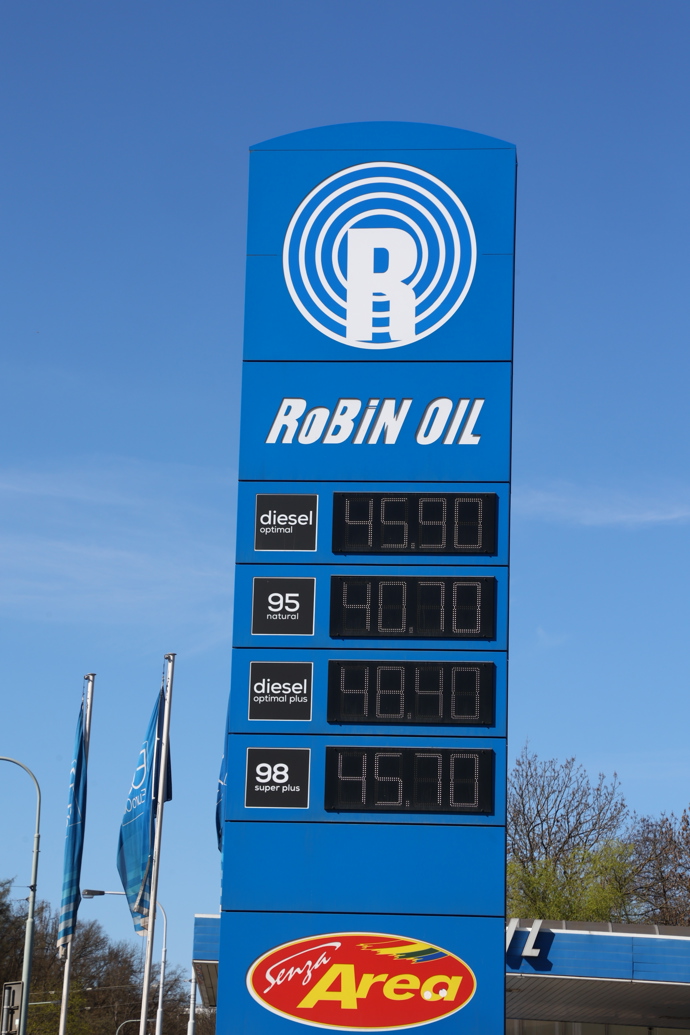 R
RoBiN OIL
diesel
optimal
45.90
95
natural
40.70
diesel
optimal plus
48.40
98
super plus
45.70
Senza
Area